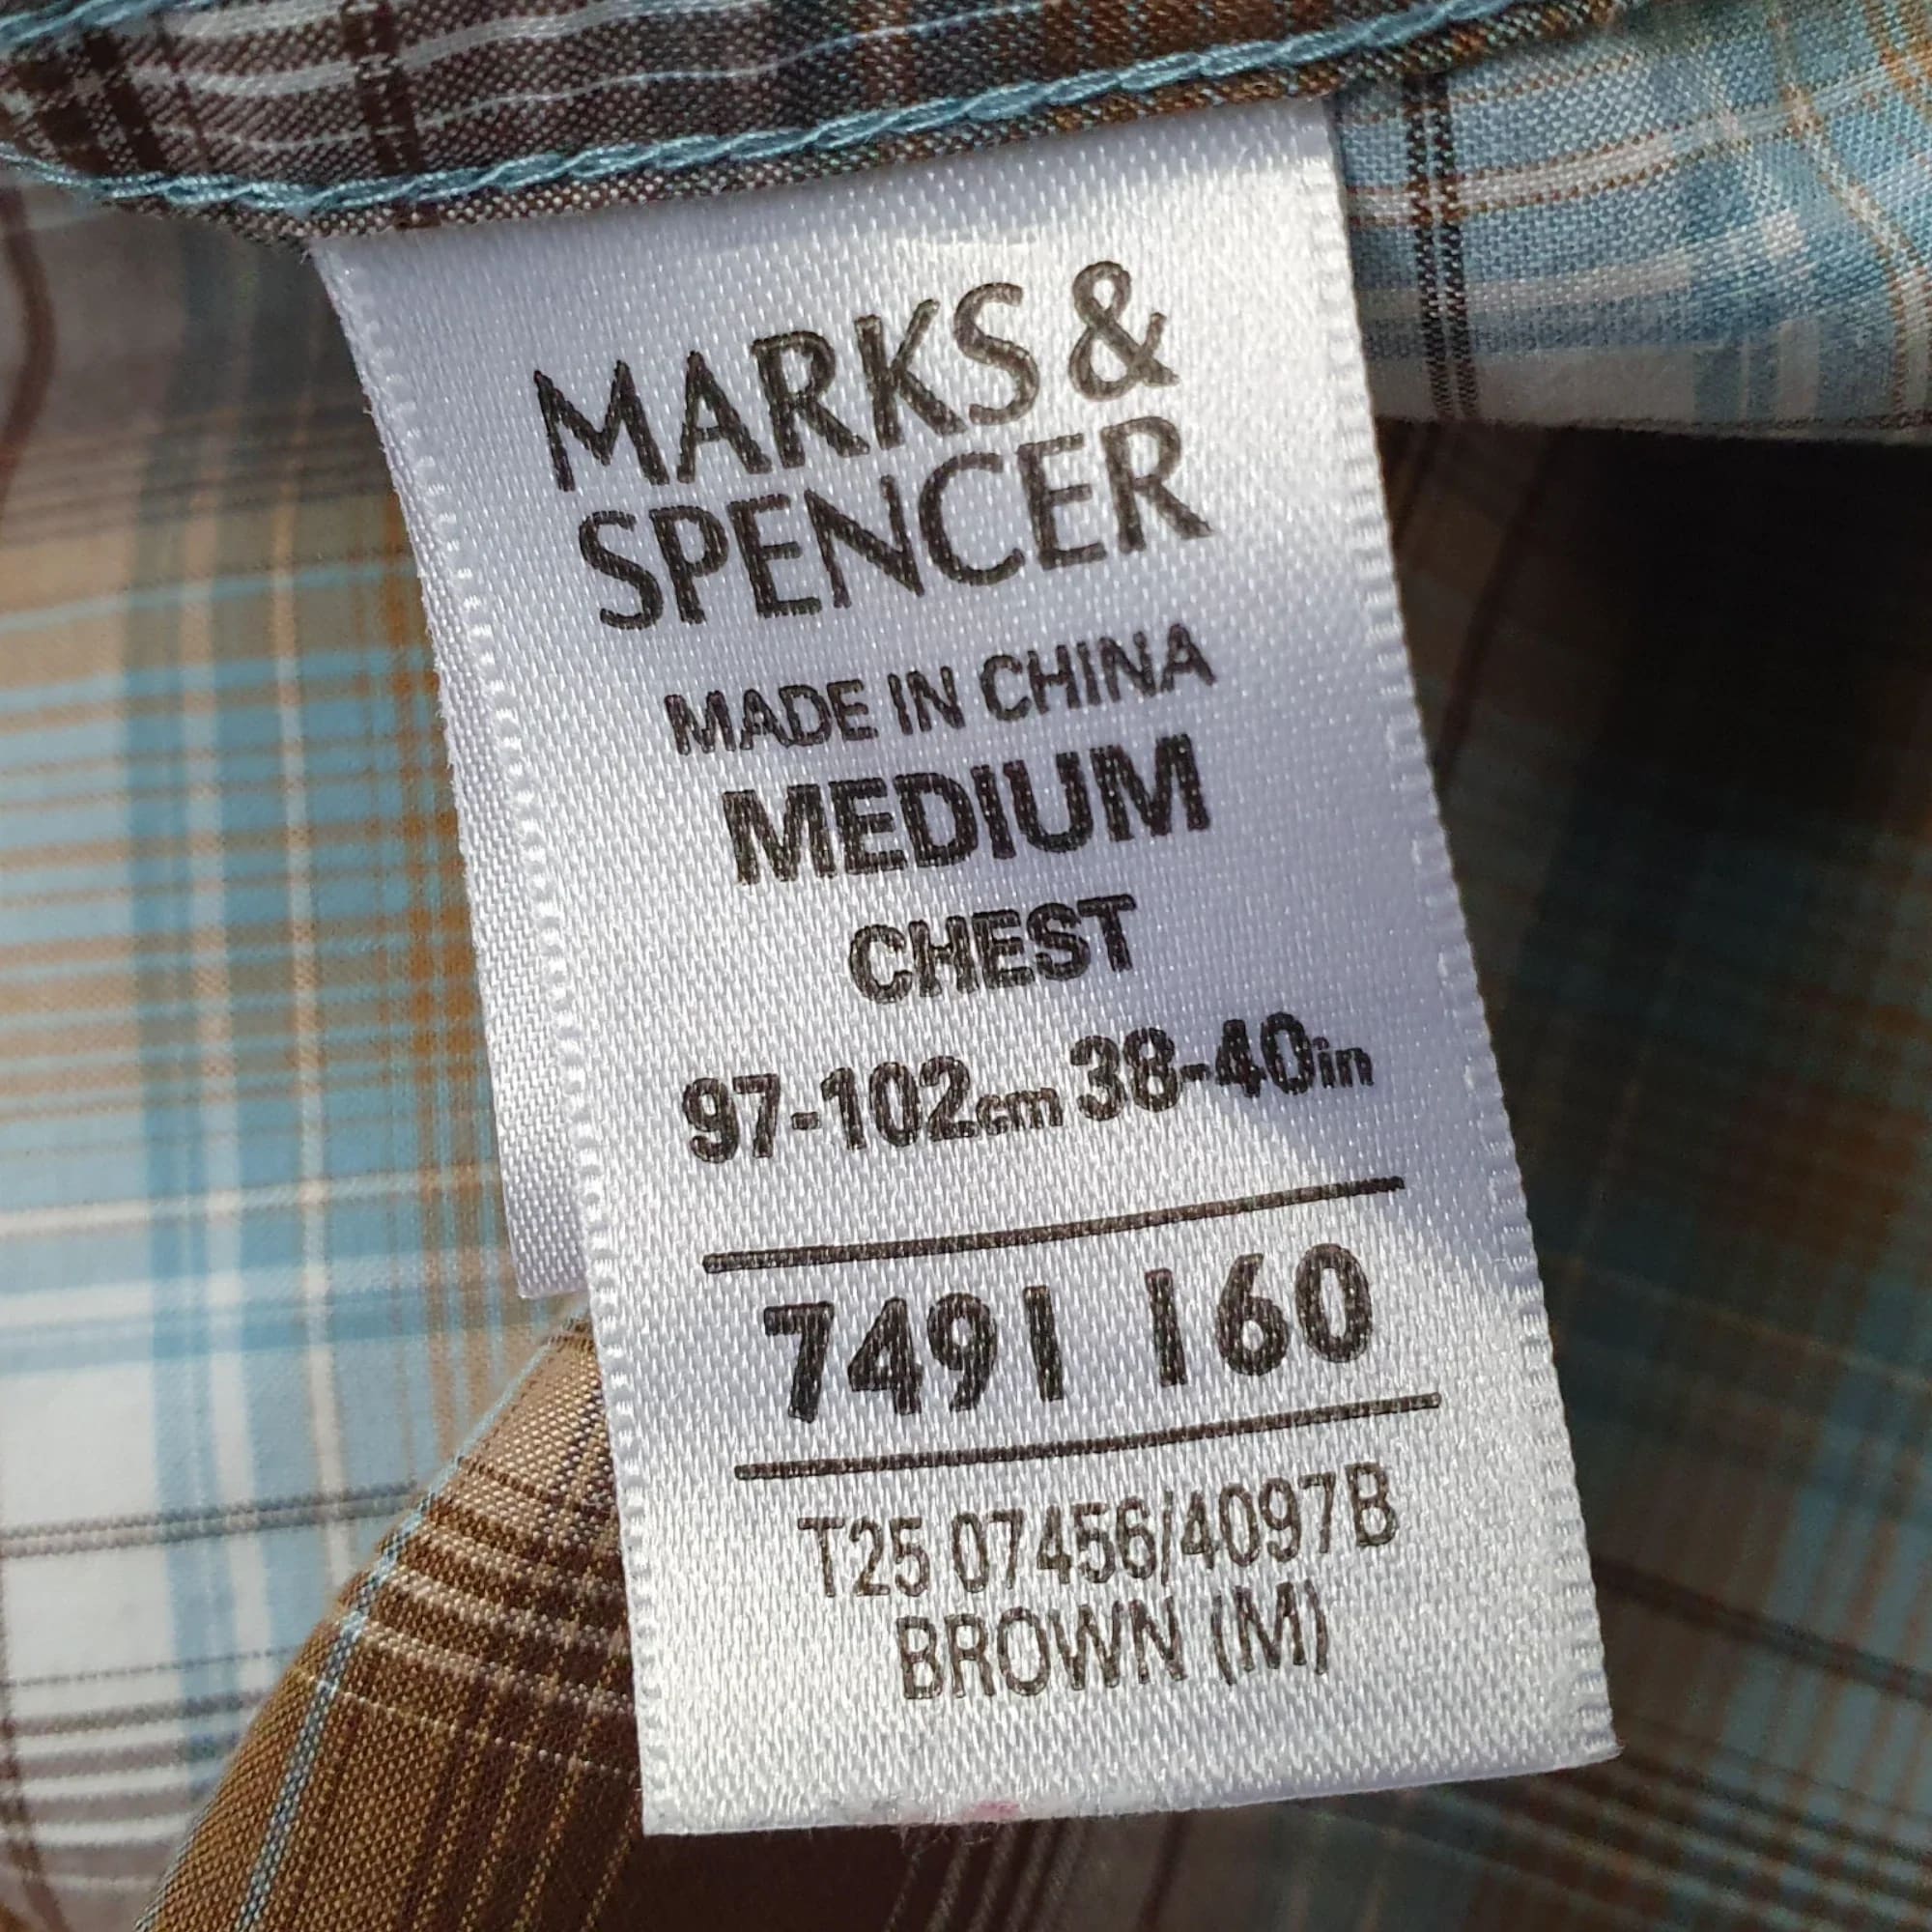 MARKS &
SPENCER
MADE IN CHINA
MEDIUM
CHEST
97-102cm 38-40in
7491 160
T25 07456/4097B
BROWN (M)